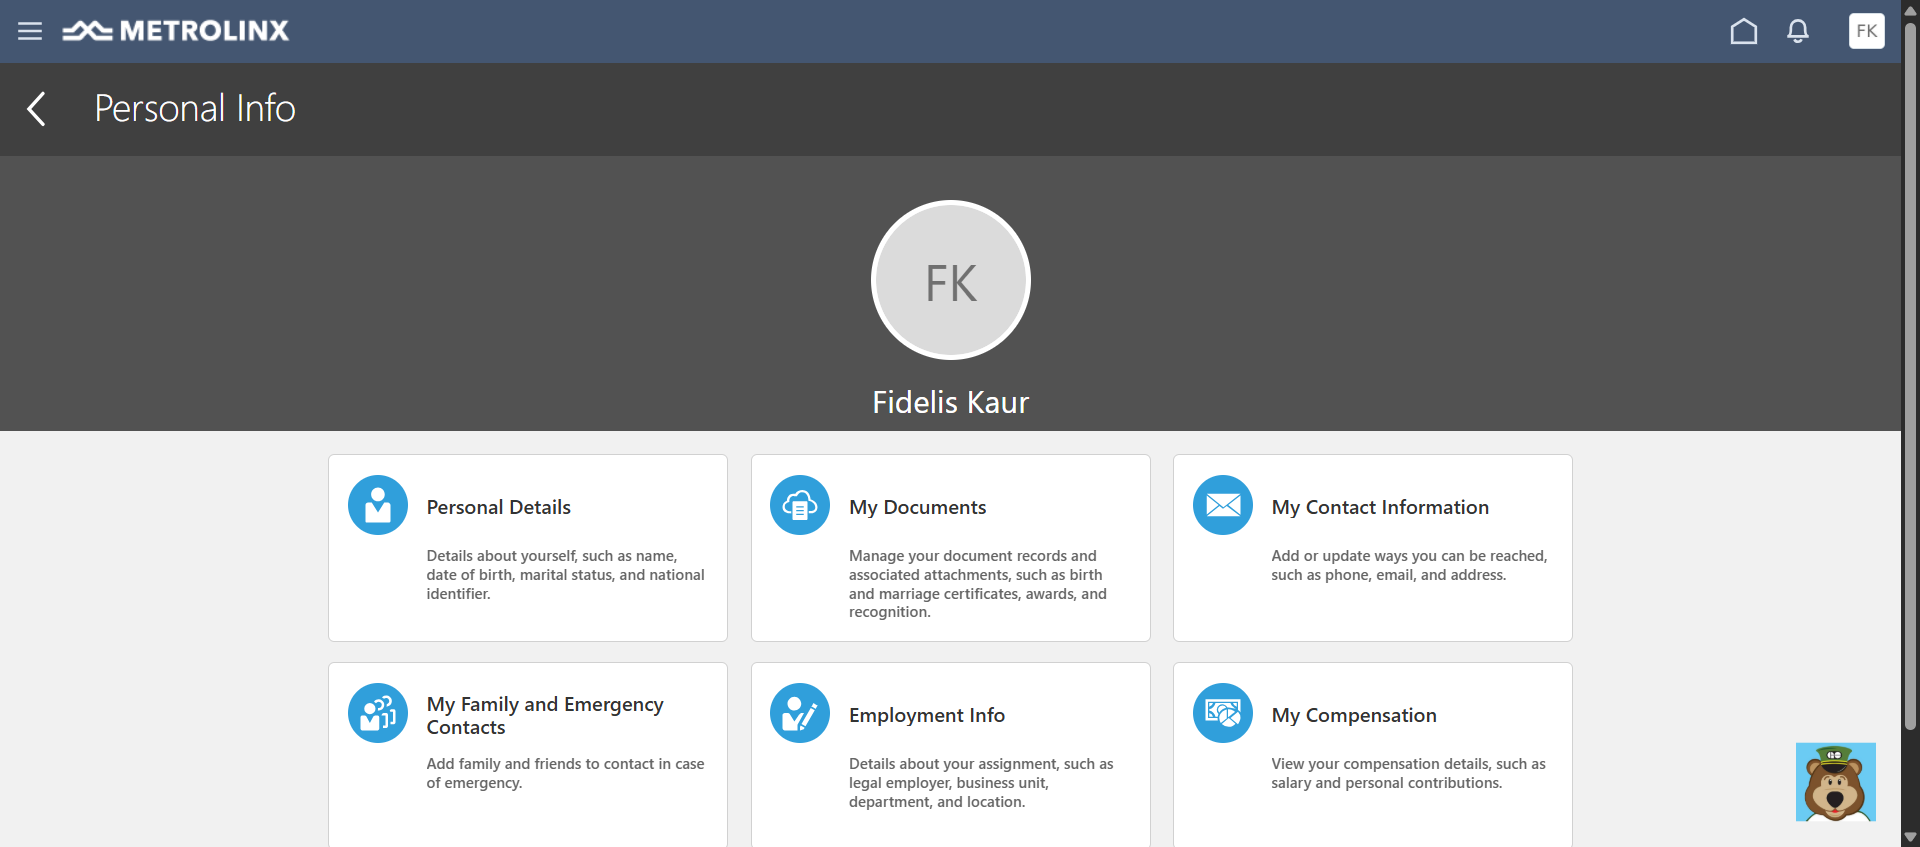 METROLINX
FK
Personal Info
FK
Fidelis Kaur
Personal Details
Details about yourself, such as name,
date of birth, marital status, and national
identifier.
My Documents
Manage your document records and
associated attachments, such as birth
and marriage certificates, awards, and
recognition.
My Contact Information
Add or update ways you can be reached,
such as phone, email, and address.
My Family and Emergency
Contacts
Add family and friends to contact in case
of emergency.
Employment Info
Details about your assignment, such as
legal employer, business unit,
department, and location.
My Compensation
View your compensation details, such as
salary and personal contributions.